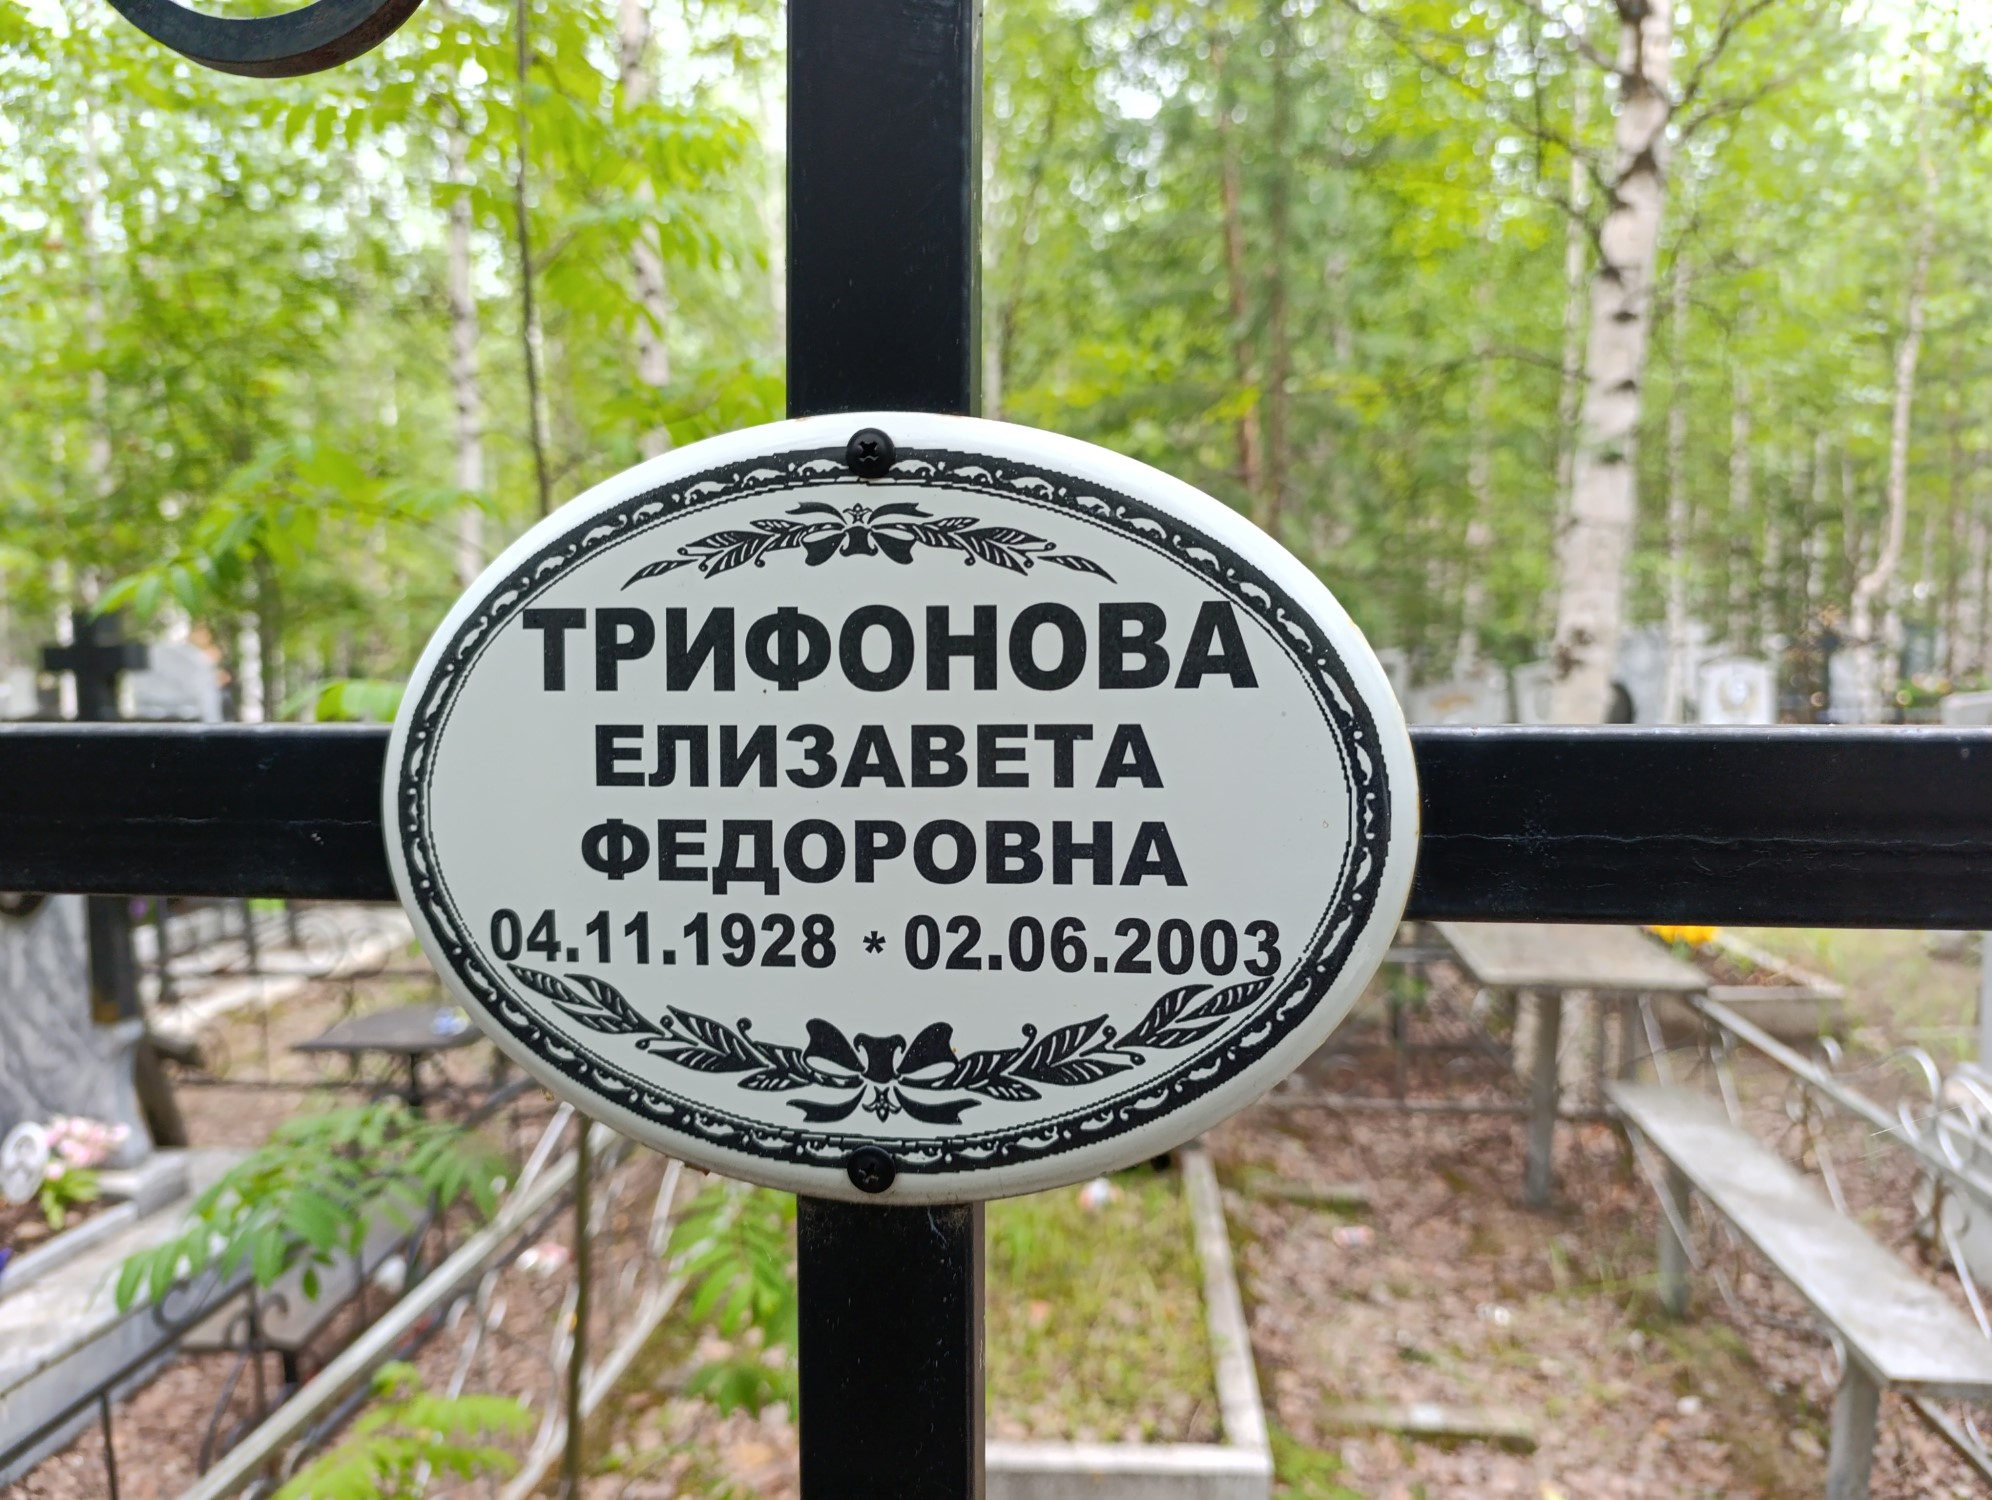 ТРИФОНОВА
ЕЛИЗАВЕТА
ФЕДОРОВНА
04.11.1928 * 02.06.2003